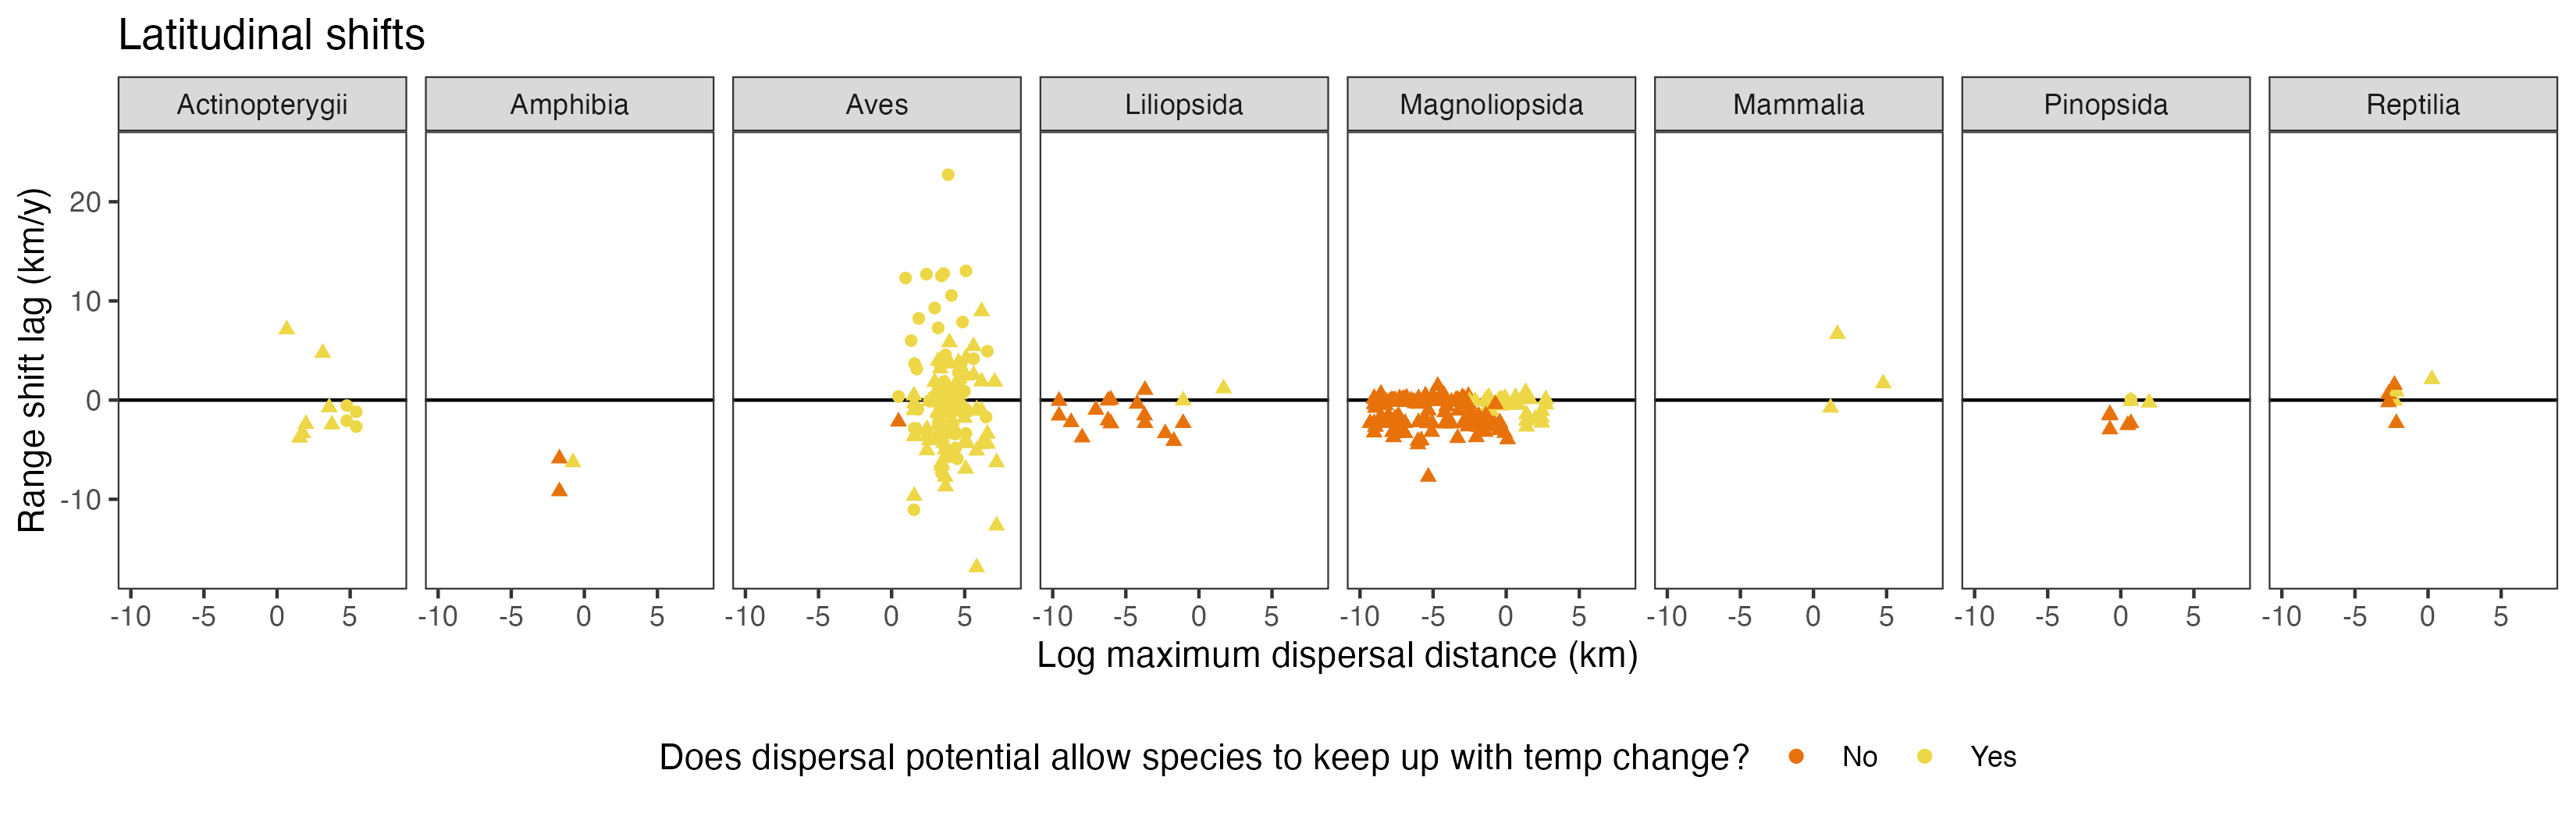 Latitudinal shifts
Actinopterygii Amphibia Aves Liliopsida Magnoliopsida Mammalia Pinopsida Reptilia
Range shift lag (km/y)
20
10
0
-10
-10 -5 0 5 -10 -5 0 5 -10 -5 0 5 -10 -5 0 5 -10 -5 0 5 -10 -5 0 5 -10 -5 0 5 -10 -5 0 5
Log maximum dispersal distance (km)
Does dispersal potential allow species to keep up with temp change? No Yes